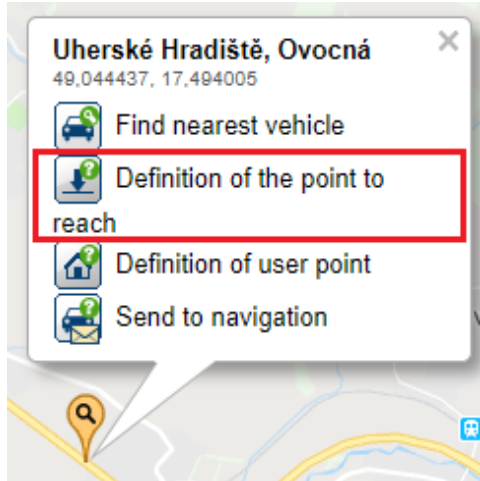 Uherské Hradiště, Ovocná
49,044437, 17,494005
Find nearest vehicle
Definition of the point to
reach
Definition of user point
Send to navigation